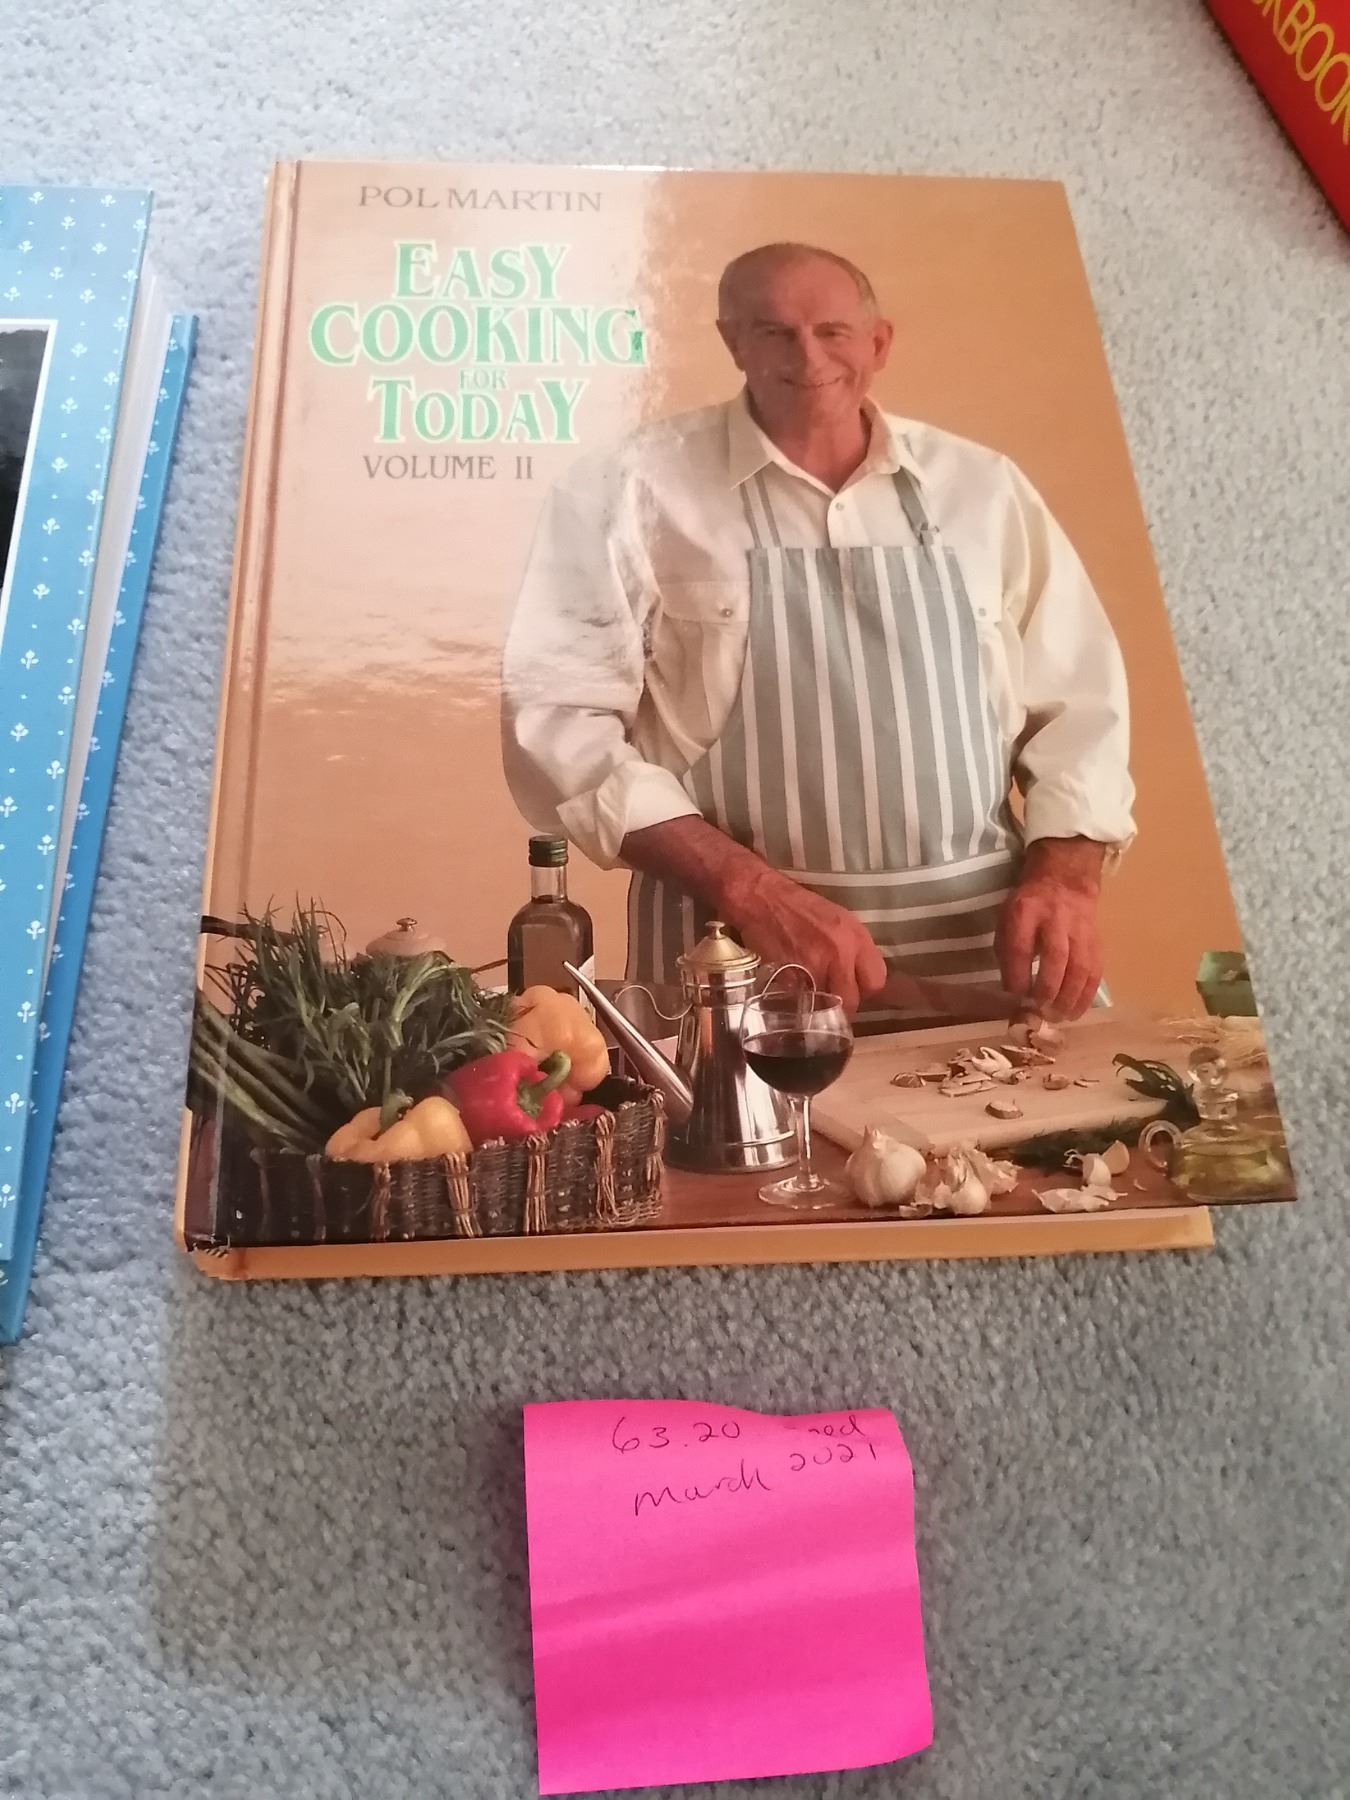 POL MARTIN
EASY
COOKING
FOR
TODAY
VOLUME II
63.20
march 2021